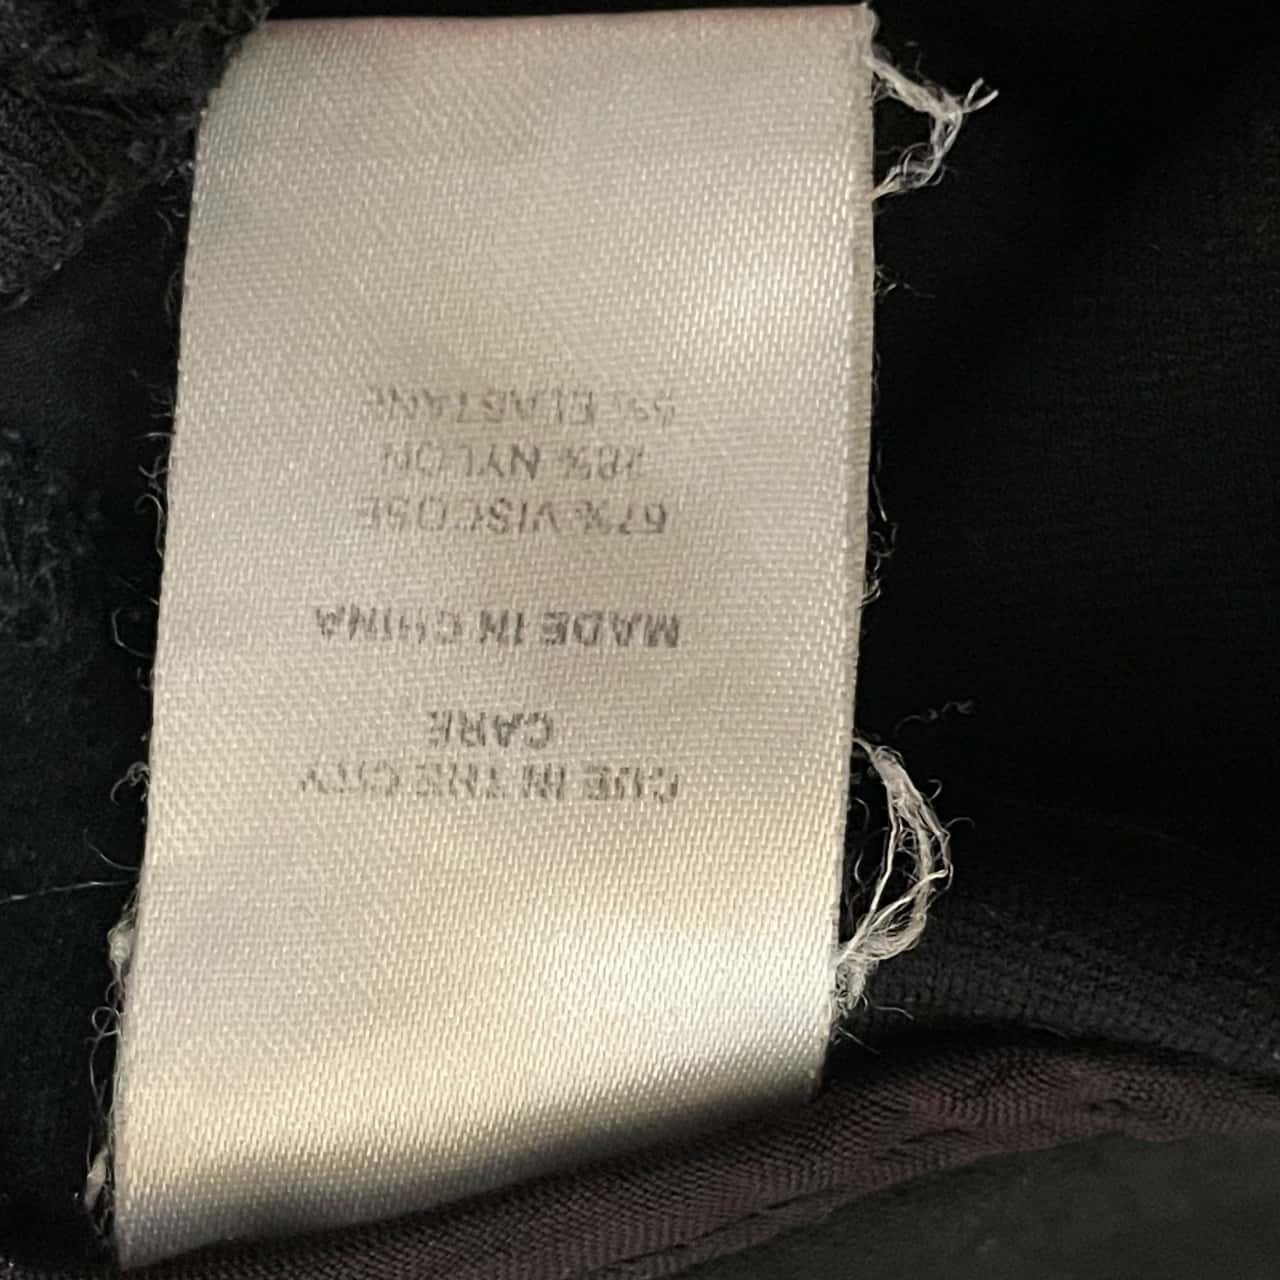 CUE IN THE CITY
CARE
MADE IN CHINA
67% VISCOSE
28% NYLON
5% ELASTANE